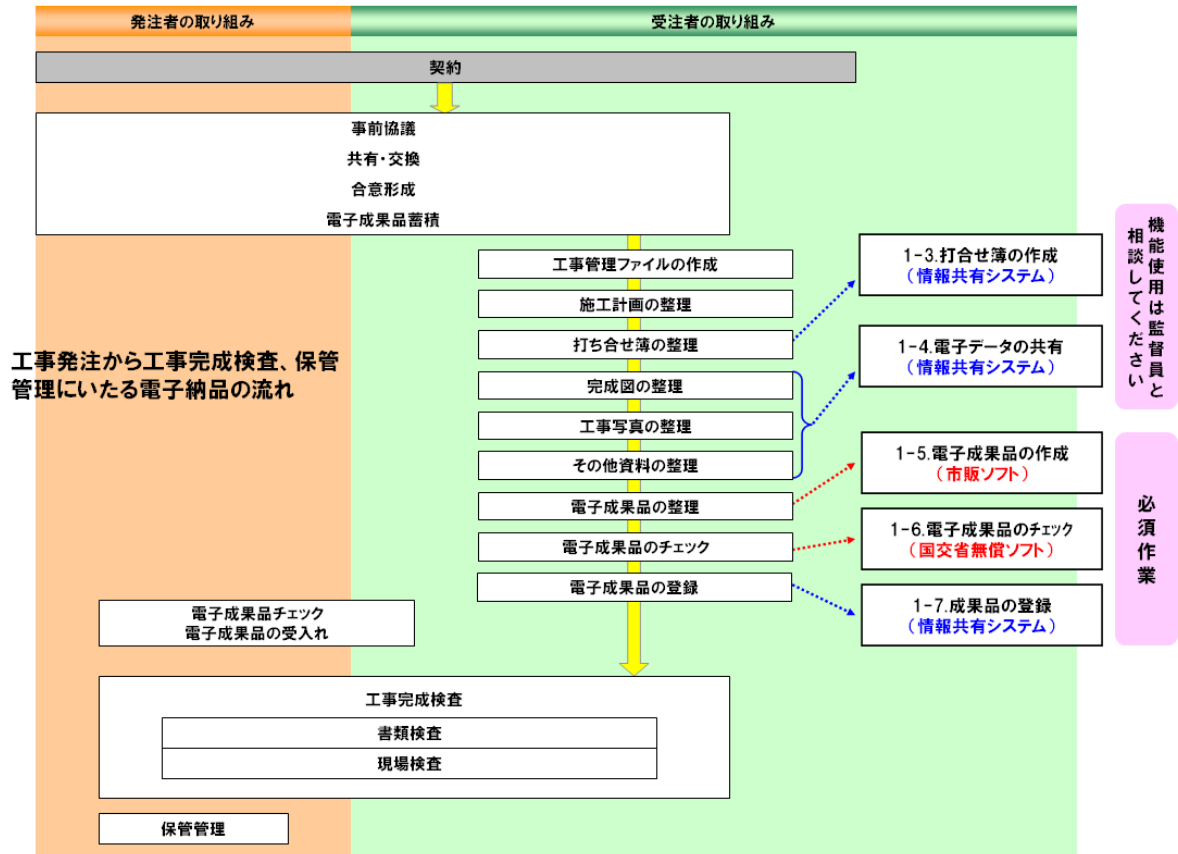 発注者の取り組み
受注者の取り組み
契約
事前協議
共有・交換
合意形成
電子成果品蓄積
工事管理ファイルの作成
施工計画の整理
打ち合せ簿の整理
完成図の整理
工事写真の整理
その他資料の整理
電子成果品の整理
電子成果品のチェック
電子成果品の登録
1-3.打合せ簿の作成
(情報共有システム)
1-4.電子データの共有
(情報共有システム)
1-5.電子成果品の作成
(市販ソフト)
1-6.電子成果品のチェック
(国交省無償ソフト)
1-7.成果品の登録
(情報共有システム)
機能使用は監督員と
相談してください
必須作業
工事発注から工事完成検査、保管
管理にいたる電子納品の流れ
電子成果品チェック
電子成果品の受入れ
工事完成検査
書類検査
現場検査
保管管理